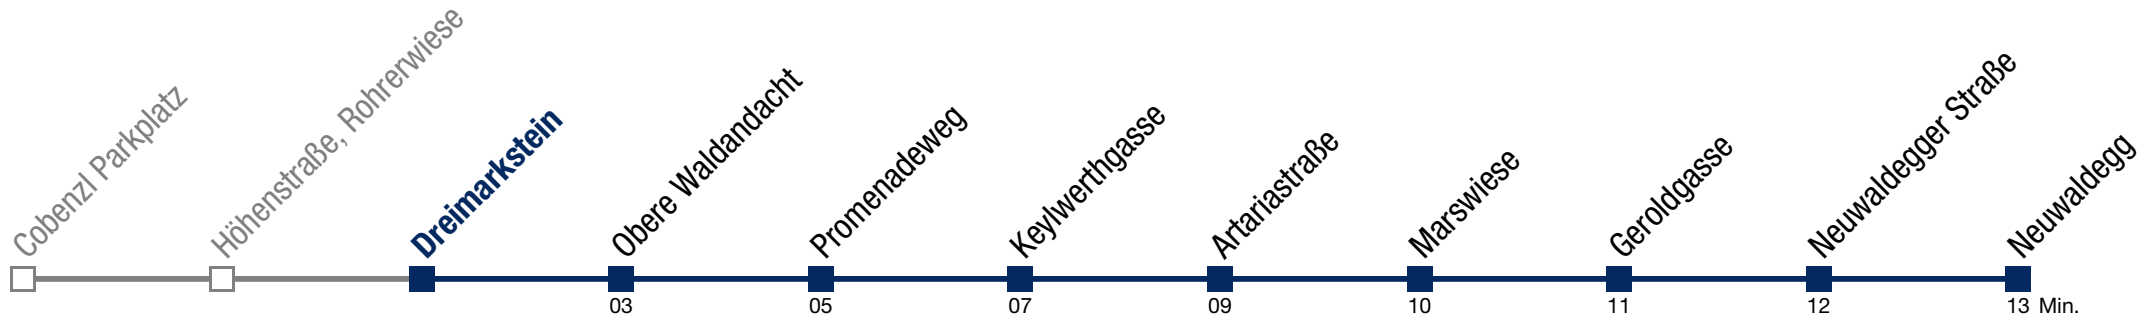 Cobenzl Parkplatz
Höhenstraße, Rohrerwiese
Dreimarkstein
Obere Waldandacht
Promenadeweg
Keylwerthgasse
Artariastraße
Marswiese
Geroldgasse
Neuwaldegger Straße
Neuwaldegg
03 05 07 09 10 11 12 13 Min.